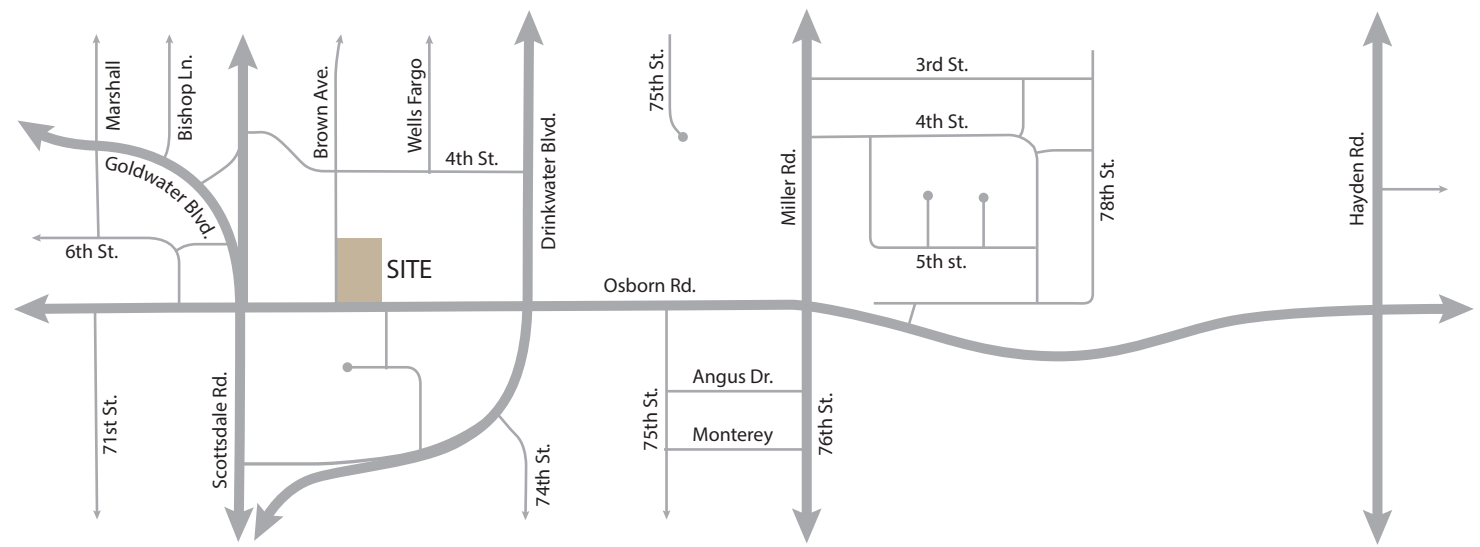 Marshall
Bishop Ln.
Brown Ave.
Wells Fargo
75th St.
3rd St.
4th St.
4th St.
Goldwater Blvd.
Drinkwater Blvd.
Miller Rd.
78th St.
Hayden Rd.
6th St.
SITE
5th st.
Osborn Rd.
71st St.
Scottsdale Rd.
74th St.
75th St.
Angus Dr.
Monterey
76th St.